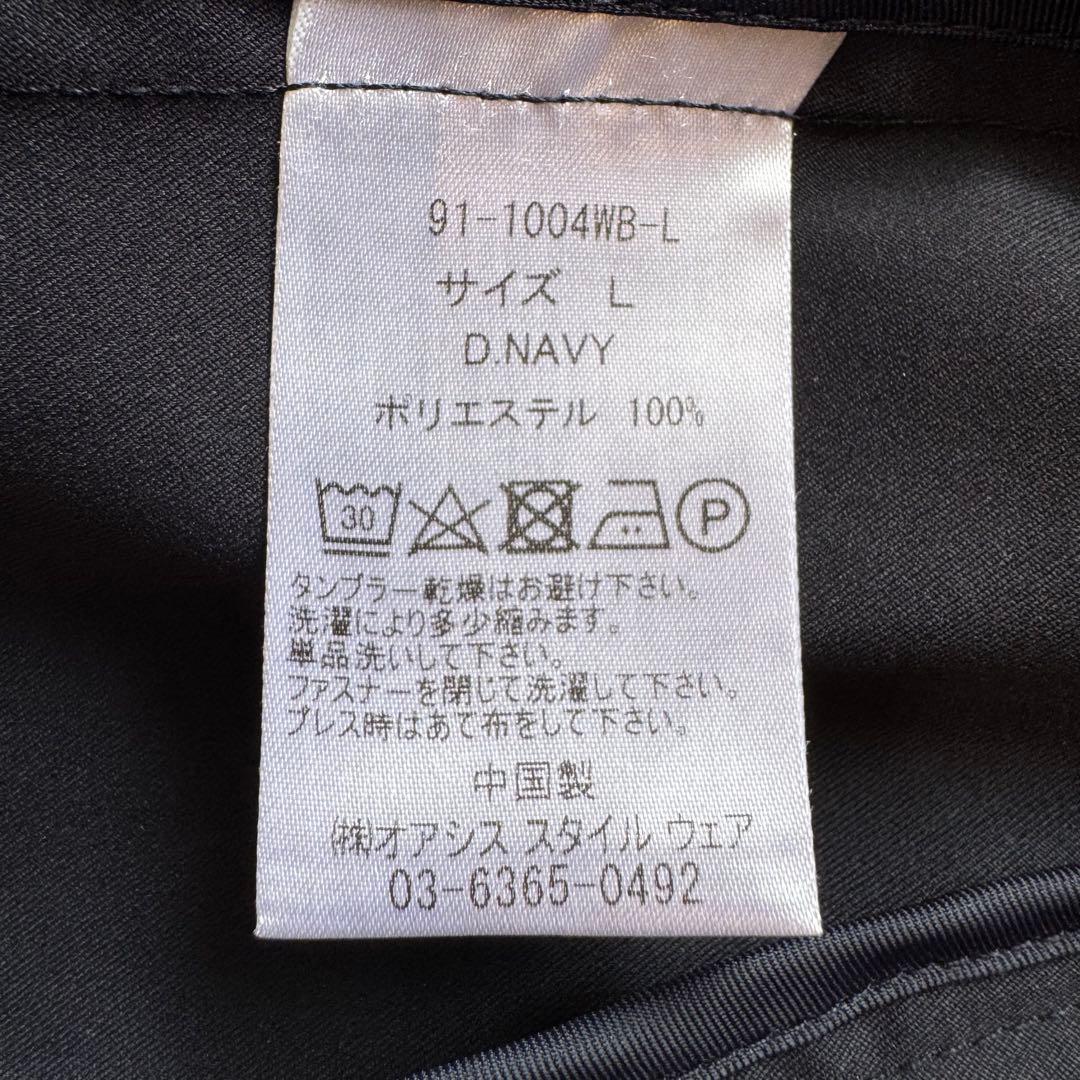 91-1004WB-L
サイズ L
D.NAVY
ポリエステル 100%
30 P
タンブラー乾燥はお避け下さい。
洗濯により多少縮みます。
単品洗いして下さい。
ファスナーを閉じて洗濯して下さい。
プレス時はあて布をして下さい。
中国製
㈱オアシス スタイル ウェア
03-6365-0492